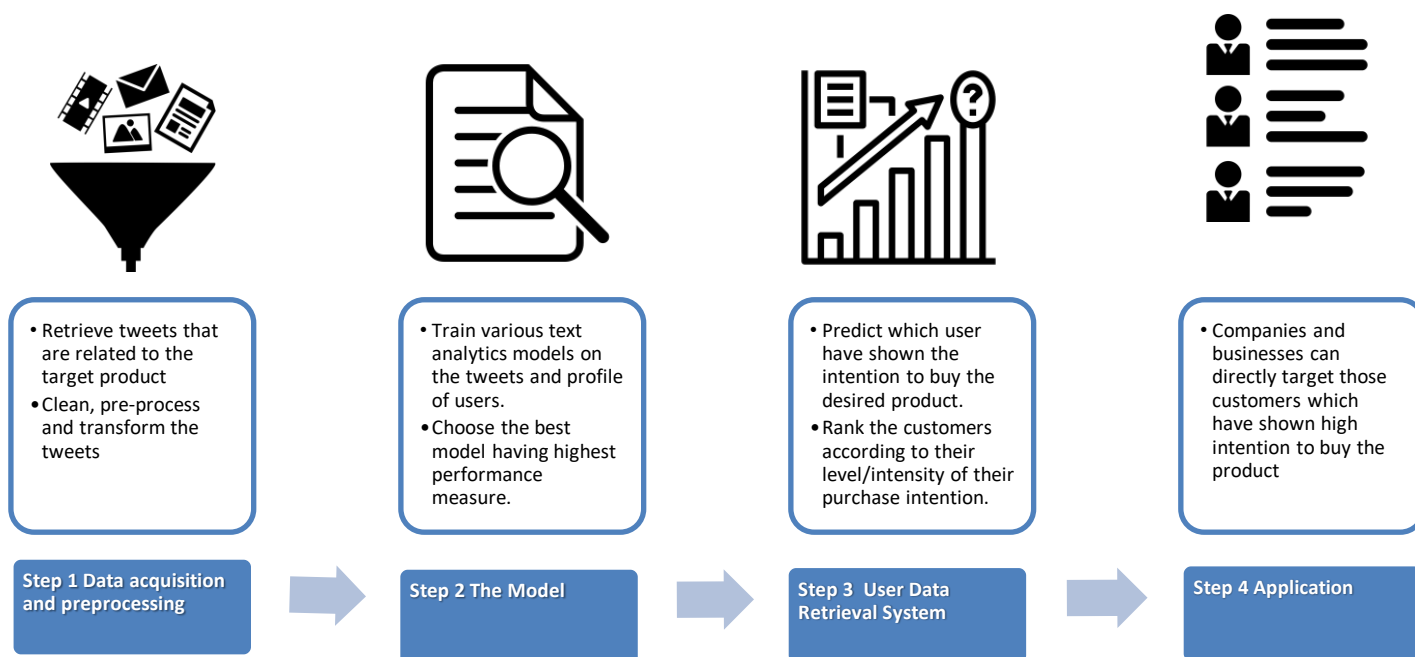 • Retrieve tweets that
are related to the
target product
• Clean, pre-process
and transform the
tweets
Step 1 Data acquisition
and preprocessing
• Train various text
analytics models on
the tweets and profile
of users.
• Choose the best
model having highest
performance
measure.
Step 2 The Model
?
• Predict which user
have shown the
intention to buy the
desired product.
• Rank the customers
according to their
level/intensity of their
purchase intention.
Step 3 User Data
Retrieval System
• Companies and
businesses can
directly target those
customers which
have shown high
intention to buy the
product
Step 4 Application